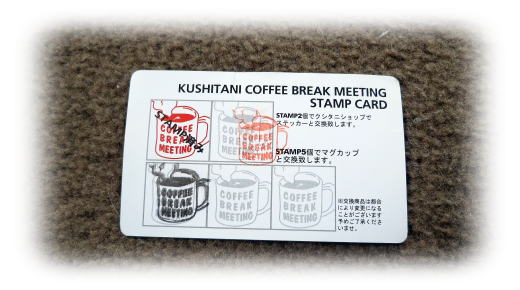 KUSHITANI COFFEE BREAK MEETING
STAMP CARD
STAMP2個でクシタニショップで
ステッカーと交換致します。
STAMP5個でマグカップ
と交換致します。
COFFEE
BREAK
MEETING
COFFEE
BREAK
MEETING
COFFEE
BREAK
MEETING
COFFEE
BREAK
MEETING
COFFEE
BREAK
MEETING
COFFEE
BREAK
MEETING
※交換商品は都合
により変更になる
ことがございます
予めご了承くださ
いませ。